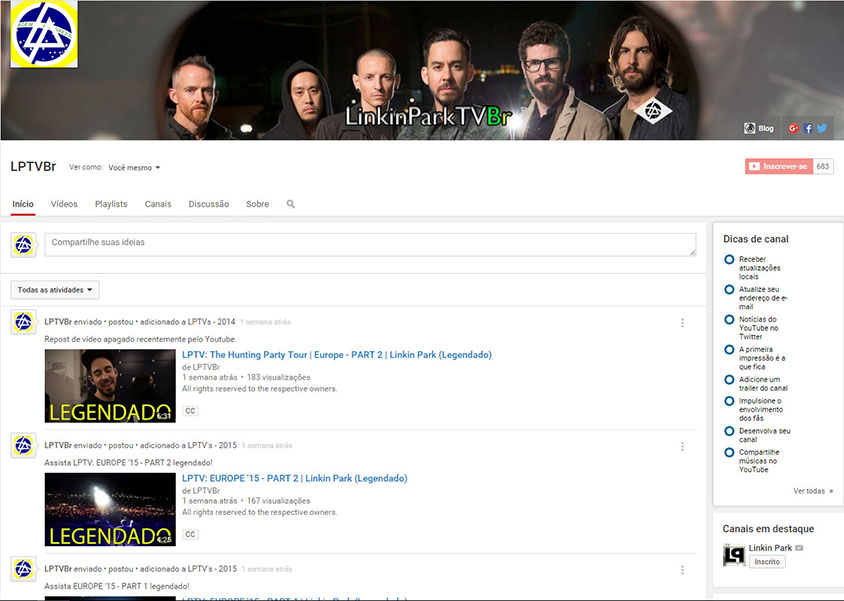 LinkinParkTVBr
Blog
LPTVBr
Ver como:
Você mesmo
Inscrever-se
683
Início
Vídeos
Playlists
Canais
Discussão
Sobre
Compartilhe suas ideias
Todas as atividades
LPTVBr enviado • postou • adicionado a LPTVs - 2014 1 semana atrás
Repost de vídeo apagado recentemente pelo Youtube.
LEGENDADO
6:31
LPTV: The Hunting Party Tour | Europe - PART 2 | Linkin Park (Legendado)
de LPTVBr
1 semana atrás • 183 visualizações
All rights reserved to the respective owners.
CC
LPTVBr enviado • postou • adicionado a LPTV's - 2015 1 semana atrás
Assista LPTV: EUROPE '15 - PART 2 legendado!
LEGENDADO
4:25
LPTV: EUROPE '15 - PART 2 | Linkin Park (Legendado)
de LPTVBr
1 semana atrás • 167 visualizações
All rights reserved to the respective owners.
CC
LPTVBr enviado • postou • adicionado a LPTV's - 2015 1 semana atrás
Assista EUROPE '15 - PART 1 legendado!
Dicas de canal
Receber
atualizações
locais
Atualize seu
endereço de e-
mail
Notícias do
YouTube no
Twitter
A primeira
impressão é a
que fica
Adicione um
trailer do canal
Impulsione o
envolvimento
dos fãs
Desenvolva seu
canal
Compartilhe
músicas no
YouTube
Ver todas »
Canais em destaque
Linkin Park
Inscrito